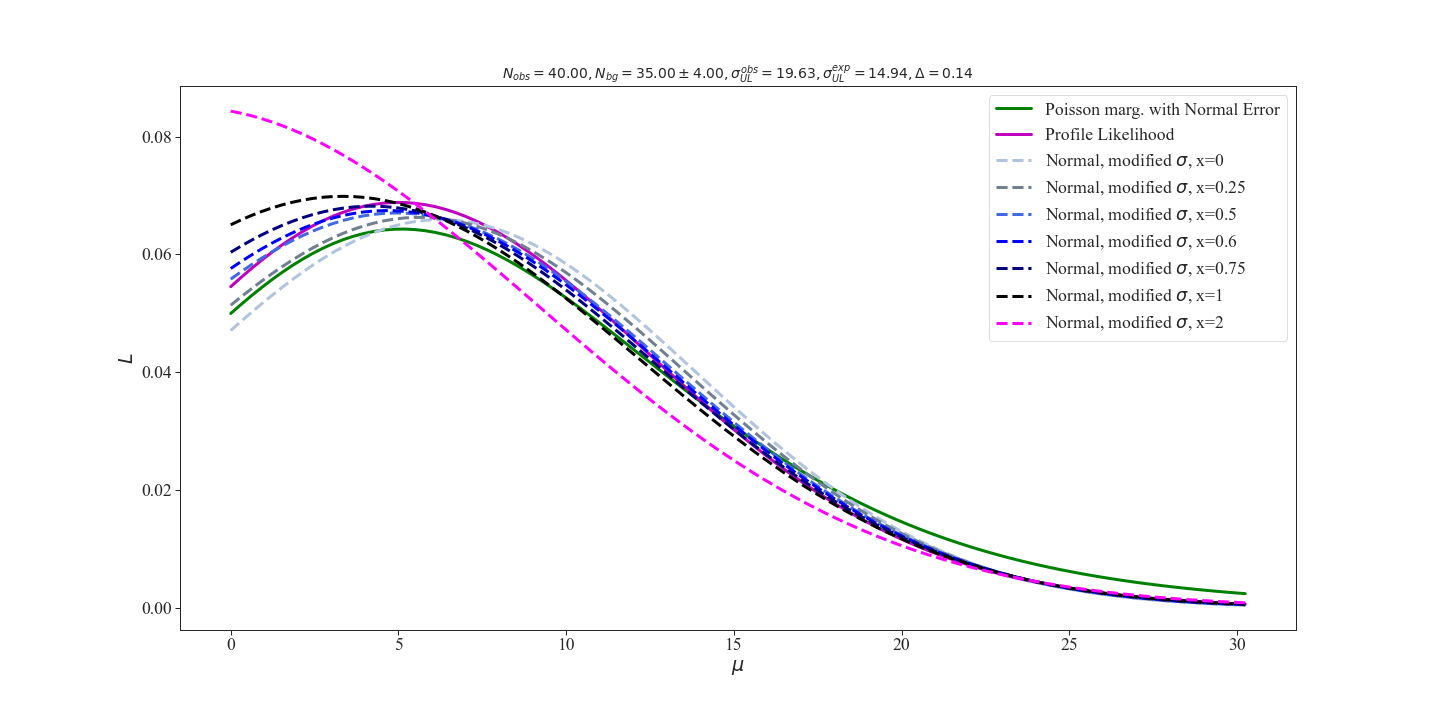 N_obs = 40.00, N_bg = 35.00 ± 4.00, σ_UL^obs = 19.63, σ_UL^exp = 14.94, Δ = 0.14
Poisson marg. with Normal Error
Profile Likelihood
Normal, modified σ, x=0
Normal, modified σ, x=0.25
Normal, modified σ, x=0.5
Normal, modified σ, x=0.6
Normal, modified σ, x=0.75
Normal, modified σ, x=1
Normal, modified σ, x=2
0.08
0.06
0.04
0.02
0.00
L
0 5 10 15 20 25 30
μ